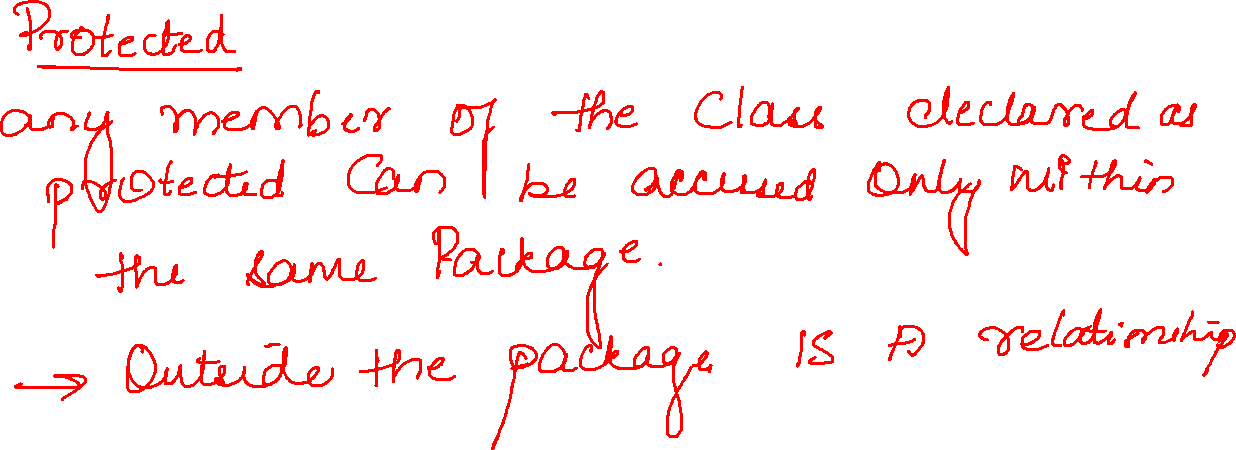 Protected
any member of the Class declared as
protected Can be accessed Only within
the same Package.
→ Outside the package IS A relationship